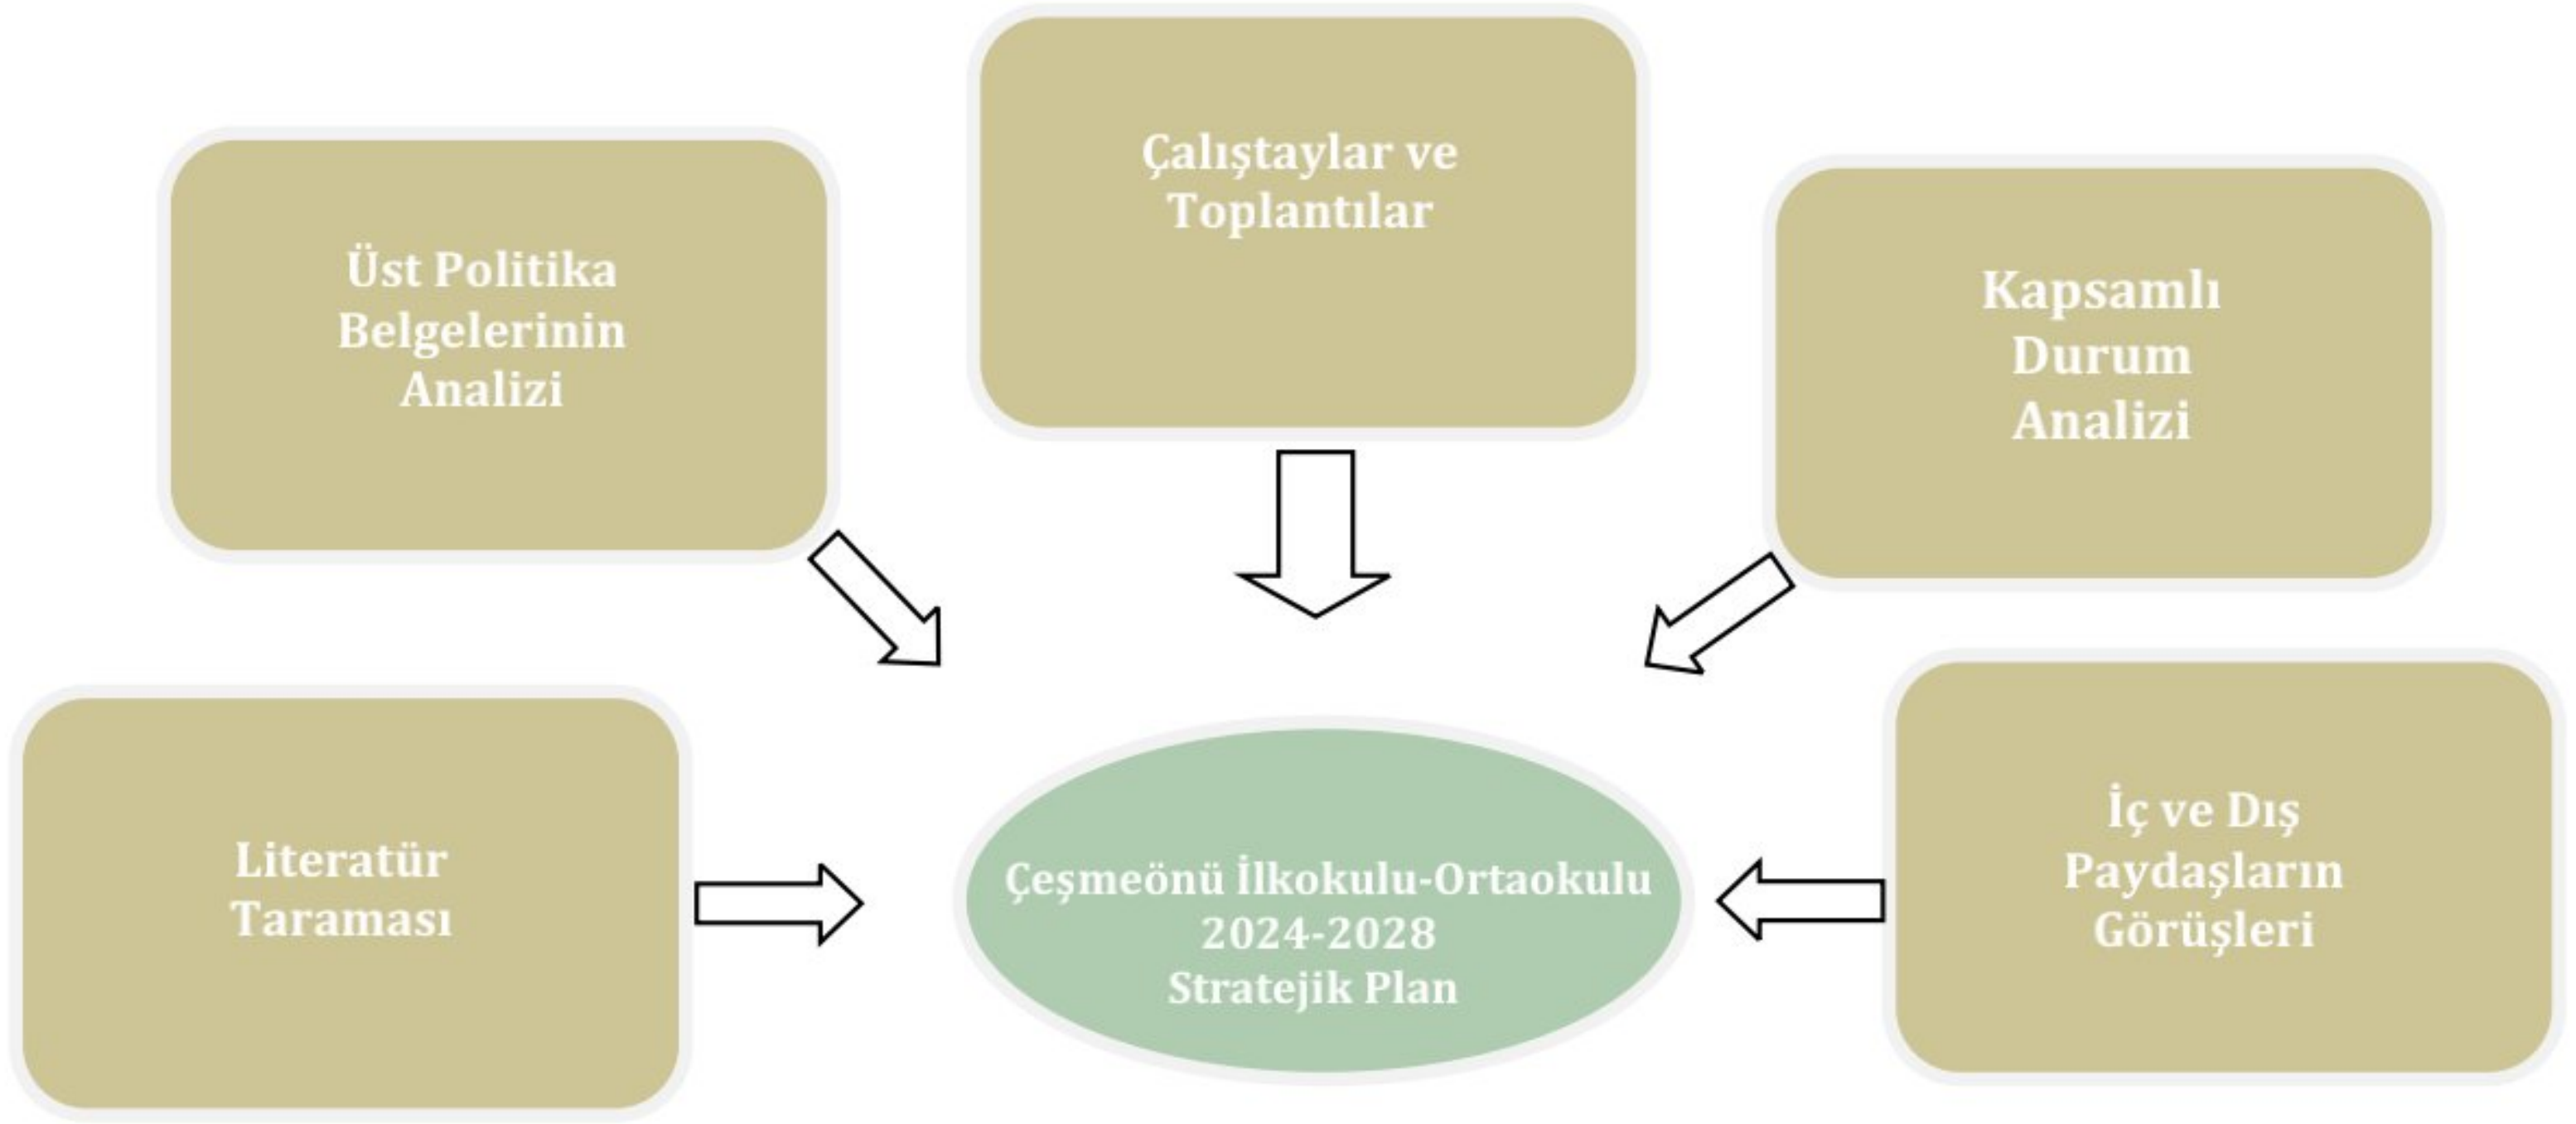 Çalıştaylar ve
Toplantılar
Üst Politika
Belgelerinin
Analizi
Kapsamlı
Durum
Analizi
Literatür
Taraması
Çeşmeönü İlkokulu-Ortaokulu
2024-2028
Stratejik Plan
İç ve Dış
Paydaşların
Görüşleri